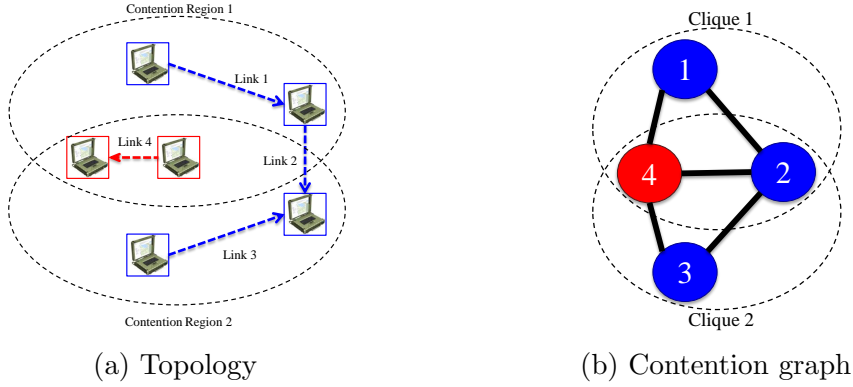 Contention Region 1
Link 1
Link 4
Link 2
Link 3
Contention Region 2
(a) Topology
Clique 1
1
4
2
3
Clique 2
(b) Contention graph